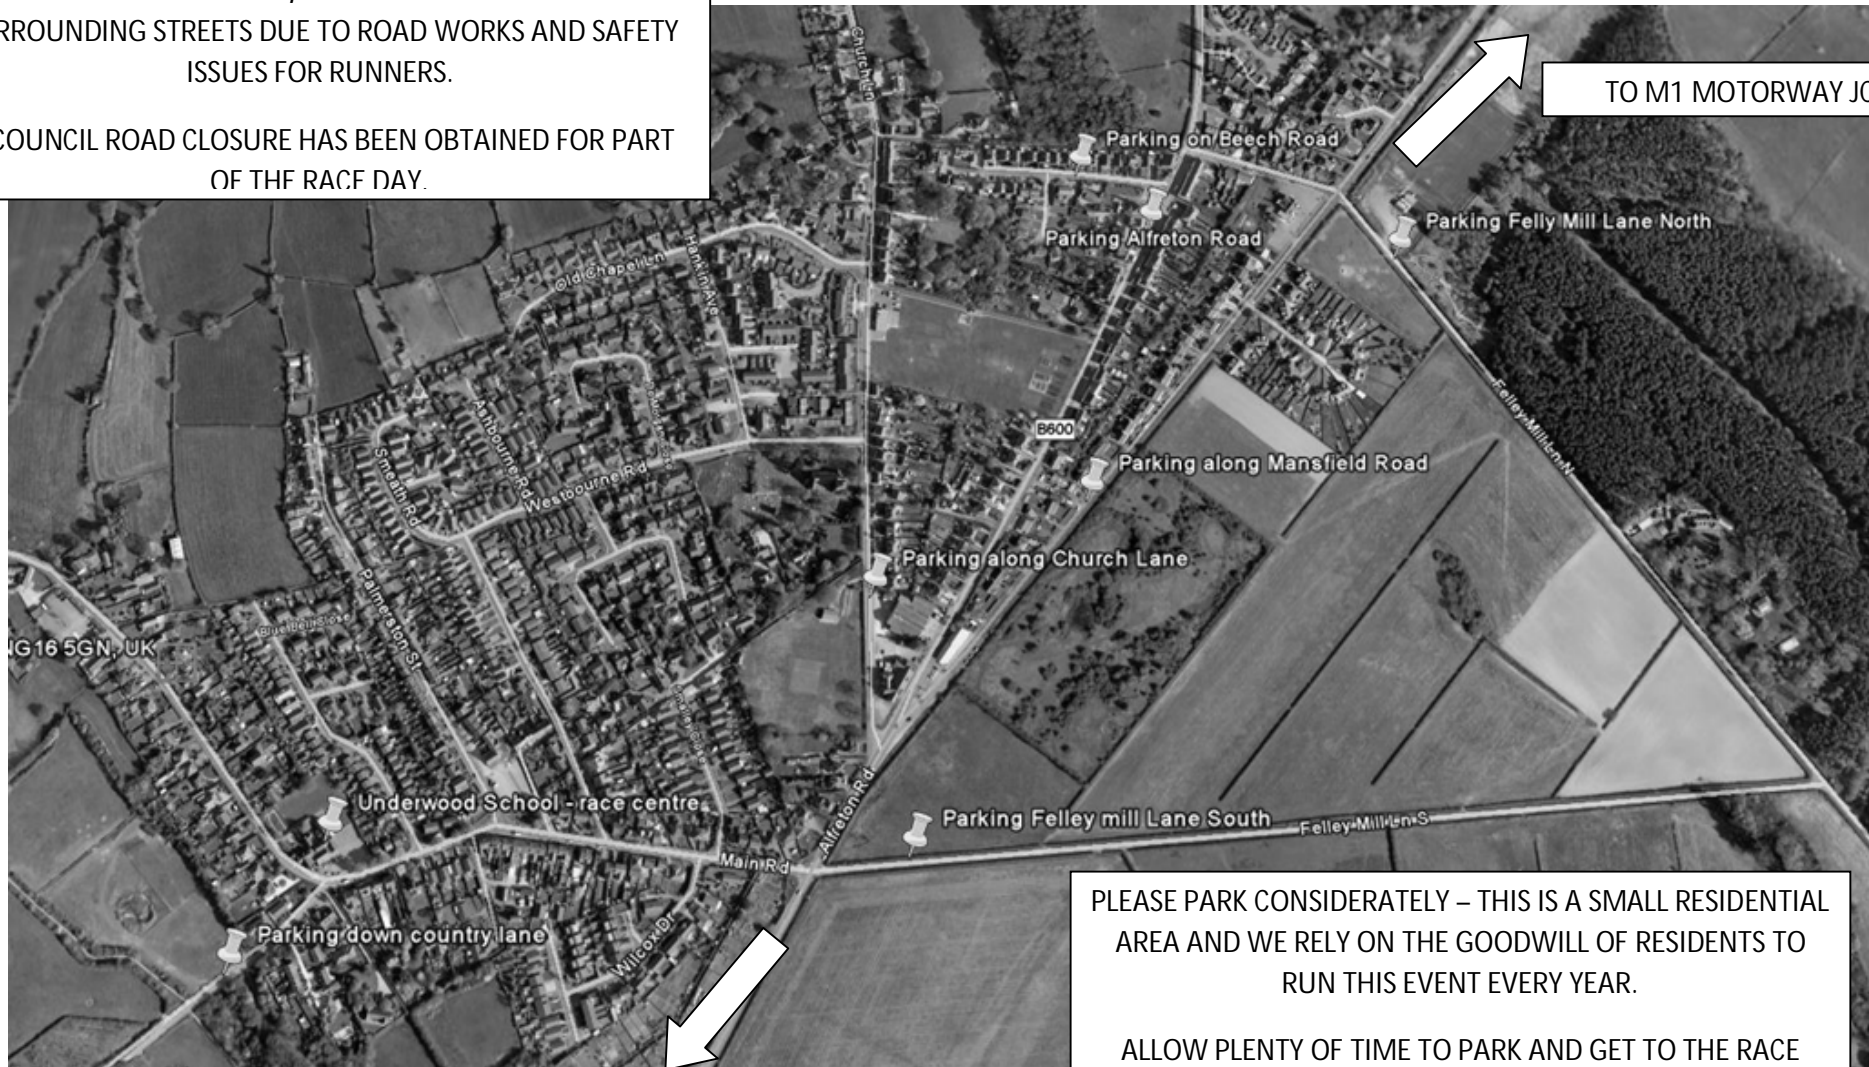 RROUNDING STREETS DUE TO ROAD WORKS AND SAFETY
ISSUES FOR RUNNERS.
COUNCIL ROAD CLOSURE HAS BEEN OBTAINED FOR PART
OF THE RACE DAY.
TO M1 MOTORWAY
Church Ln
Parking on Beech Road
Parking Felly Mill Lane North
Parking Alfreton Road
Old Chapel Ln
Hankin Ave
B600
Felley Mill Ln N
Ashbourne Rd
Smeath Rd
Westbourne Rd
Parking along Mansfield Road
Parking along Church Lane
Palmerston St
Blue Bell Close
NG16 5GN, UK
Underwood School - race centre
Alfreton Rd
Parking Felley mill Lane South
Felley Mill Ln S
Main Rd
Parking down country lane
Wilcox Dr
PLEASE PARK CONSIDERATELY – THIS IS A SMALL RESIDENTIAL
AREA AND WE RELY ON THE GOODWILL OF RESIDENTS TO
RUN THIS EVENT EVERY YEAR.
ALLOW PLENTY OF TIME TO PARK AND GET TO THE RACE